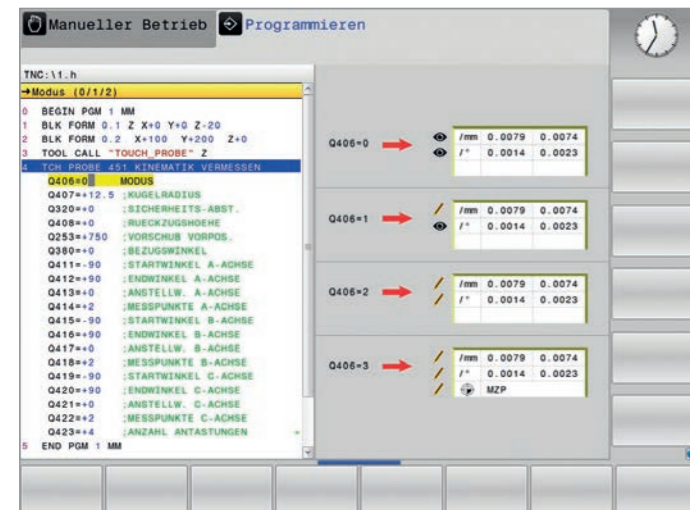 Manueller Betrieb
Programmieren
TNC:\1.h
→Modus (0/1/2)
0 BEGIN PGM 1 MM
1 BLK FORM 0.1 Z X+0 Y+0 Z-20
2 BLK FORM 0.2 X+100 Y+200 Z+0
3 TOOL CALL "TOUCH_PROBE" Z
4 TCH PROBE 451 KINEMATIK VERMESSEN
Q406=0 MODUS
Q407=+12.5 ;KUGELRADIUS
Q320=+0 ;SICHERHEITS-ABST.
Q408=+0 ;RUECKZUGSHOEHE
Q253=+750 ;VORSCHUB VORPOS.
Q380=+0 ;BEZUGSWINKEL
Q411=-90 ;STARTWINKEL A-ACHSE
Q412=+90 ;ENDWINKEL A-ACHSE
Q413=+0 ;ANSTELLW. A-ACHSE
Q414=+2 ;MESSPUNKTE A-ACHSE
Q415=-90 ;STARTWINKEL B-ACHSE
Q416=+90 ;ENDWINKEL B-ACHSE
Q417=+0 ;ANSTELLW. B-ACHSE
Q418=+2 ;MESSPUNKTE B-ACHSE
Q419=-90 ;STARTWINKEL C-ACHSE
Q420=+90 ;ENDWINKEL C-ACHSE
Q421=+0 ;ANSTELLW. C-ACHSE
Q422=+2 ;MESSPUNKTE C-ACHSE
Q423=+4 ;ANZAHL ANTASTUNGEN
5 END PGM 1 MM
Q406=0
/mm 0.0079 0.0074
/° 0.0014 0.0023
Q406=1
/mm 0.0079 0.0074
/° 0.0014 0.0023
Q406=2
/mm 0.0079 0.0074
/° 0.0014 0.0023
Q406=3
/mm 0.0079 0.0074
/° 0.0014 0.0023
MZP